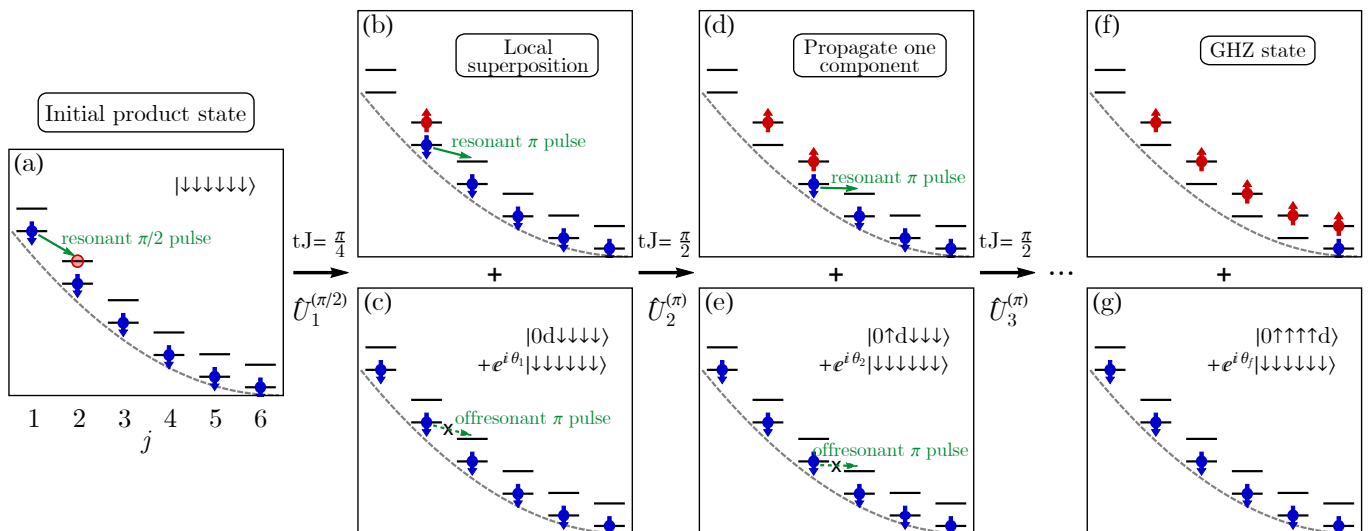 Initial product state
(a)
|↓↓↓↓↓↓⟩
resonant π/2 pulse
1 2 3 4 5 6
j
tJ= π/4
Û₁^(π/2)
(b)
Local
superposition
resonant π pulse
+
(c)
|0d↓↓↓↓⟩
+e^{iθ₁}|↓↓↓↓↓↓⟩
offresonant π pulse
x
tJ= π/2
Û₂^(π)
(d)
Propagate one
component
resonant π pulse
+
(e)
|0↑d↓↓↓⟩
+e^{iθ₂}|↓↓↓↓↓↓⟩
offresonant π pulse
x
tJ= π/2
Û₃^(π)
...
(f)
GHZ state
+
(g)
|0↑↑↑↑d⟩
+e^{iθ_f}|↓↓↓↓↓↓⟩